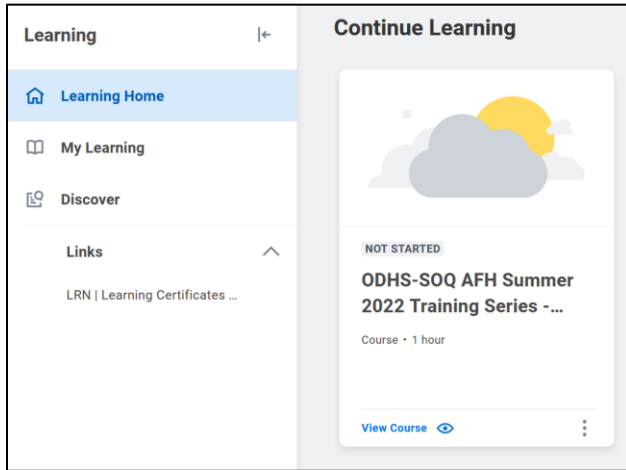 Learning
Learning Home
My Learning
Discover
Links
LRN | Learning Certificates ...
Continue Learning
NOT STARTED
ODHS-SOQ AFH Summer
2022 Training Series -...
Course • 1 hour
View Course